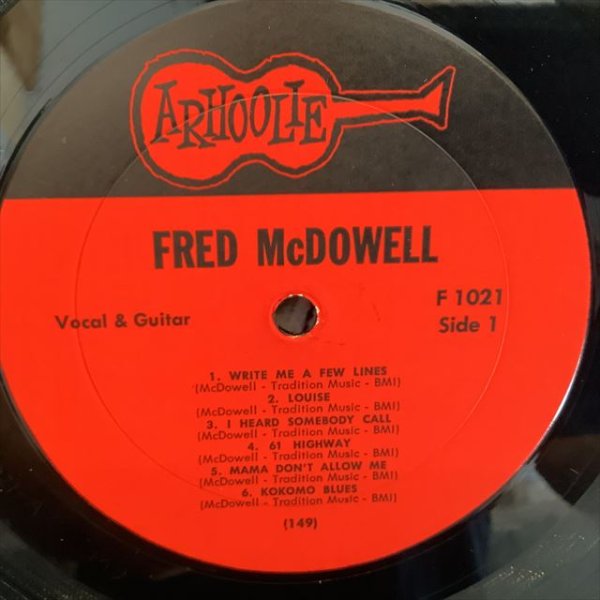 ARHOOLIE
FRED McDOWELL
Vocal & Guitar
F 1021
Side 1
1. WRITE ME A FEW LINES
(McDowell - Tradition Music - BMI)
2. LOUISE
(McDowell - Tradition Music - BMI)
3. I HEARD SOMEBODY CALL
(McDowell - Tradition Music - BMI)
4. 61 HIGHWAY
(McDowell - Tradition Music - BMI)
5. MAMA DON'T ALLOW ME
(McDowell - Tradition Music - BMI)
6. KOKOMO BLUES
(McDowell - Tradition Music - BMI)
(149)